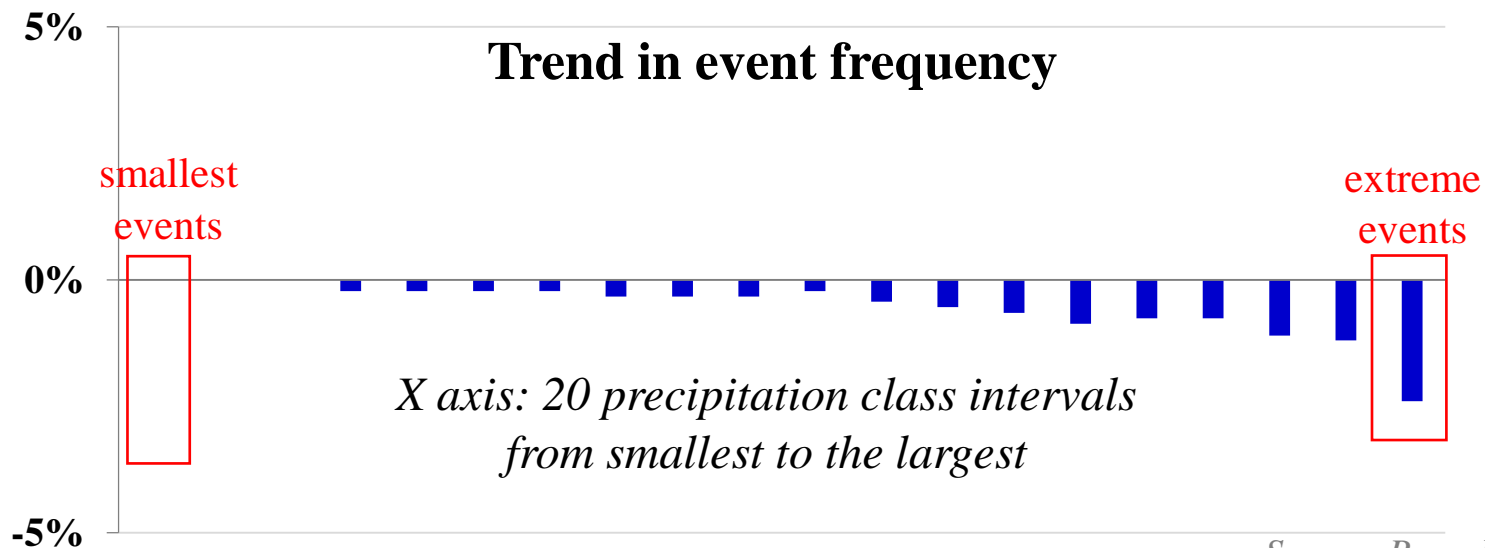 5%
Trend in event frequency
smallest
events
extreme
events
0%
X axis: 20 precipitation class intervals
from smallest to the largest
-5%